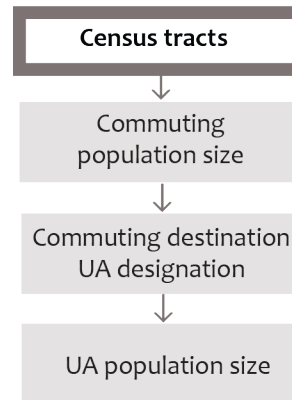 Census tracts
Commuting
population size
Commuting destination
UA designation
UA population size